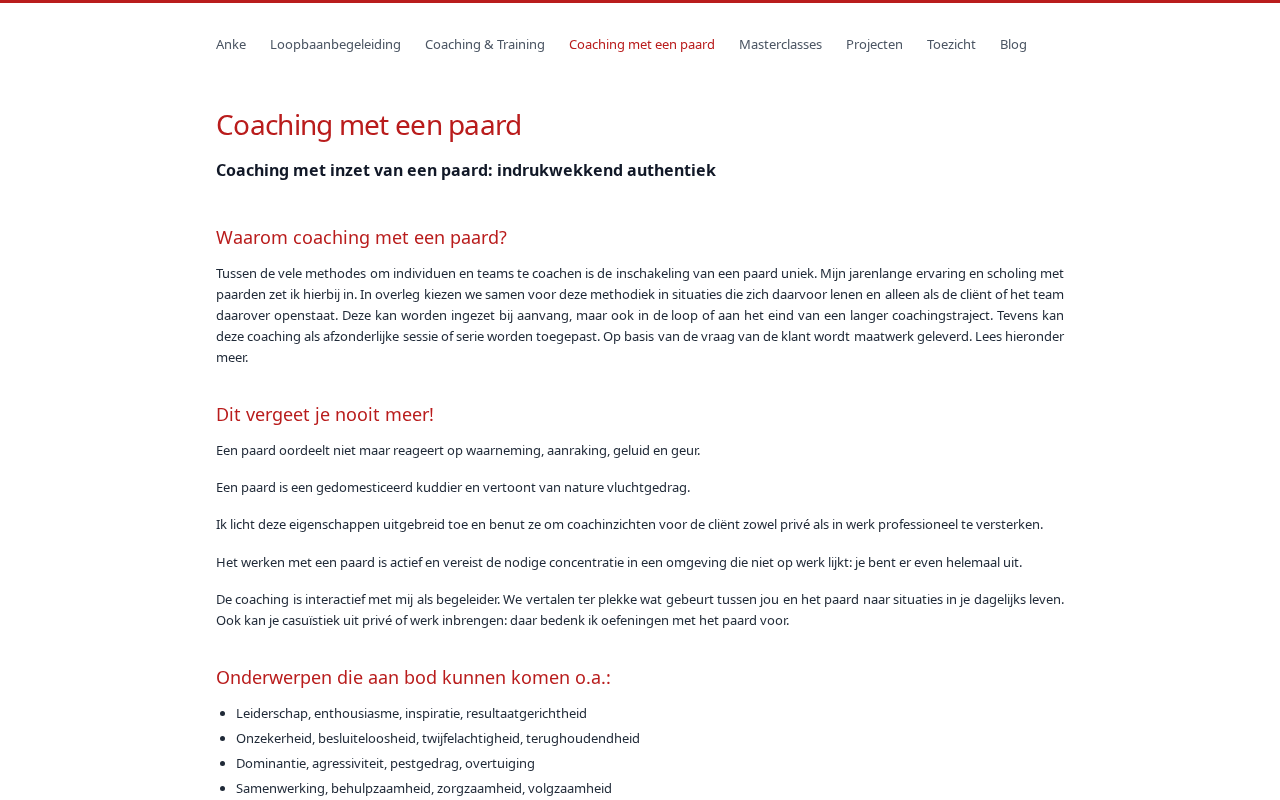 Anke Loopbaanbegeleiding Coaching & Training Coaching met een paard Masterclasses Projecten Toezicht Blog
Coaching met een paard
Coaching met inzet van een paard: indrukwekkend authentiek
Waarom coaching met een paard?
Tussen de vele methodes om individuen en teams te coachen is de inschakeling van een paard uniek. Mijn jarenlange ervaring en scholing met
paarden zet ik hierbij in. In overleg kiezen we samen voor deze methodiek in situaties die zich daarvoor lenen en alleen als de cliënt of het team
daarover openstaat. Deze kan worden ingezet bij aanvang, maar ook in de loop of aan het eind van een langer coachingstraject. Tevens kan
deze coaching als afzonderlijke sessie of serie worden toegepast. Op basis van de vraag van de klant wordt maatwerk geleverd. Lees hieronder
meer.
Dit vergeet je nooit meer!
Een paard oordeelt niet maar reageert op waarneming, aanraking, geluid en geur.
Een paard is een gedomesticeerd kuddier en vertoont van nature vluchtgedrag.
Ik licht deze eigenschappen uitgebreid toe en benut ze om coachinzichten voor de cliënt zowel privé als in werk professioneel te versterken.
Het werken met een paard is actief en vereist de nodige concentratie in een omgeving die niet op werk lijkt: je bent er even helemaal uit.
De coaching is interactief met mij als begeleider. We vertalen ter plekke wat gebeurt tussen jou en het paard naar situaties in je dagelijks leven.
Ook kan je casuïstiek uit privé of werk inbrengen: daar bedenk ik oefeningen met het paard voor.
Onderwerpen die aan bod kunnen komen o.a.:
• Leiderschap, enthousiasme, inspiratie, resultaatgerichtheid
• Onzekerheid, besluiteloosheid, twijfelachtigheid, terughoudendheid
• Dominantie, agressiviteit, pestgedrag, overtuiging
• Samenwerking, behulpzaamheid, zorgzaamheid, volgzaamheid